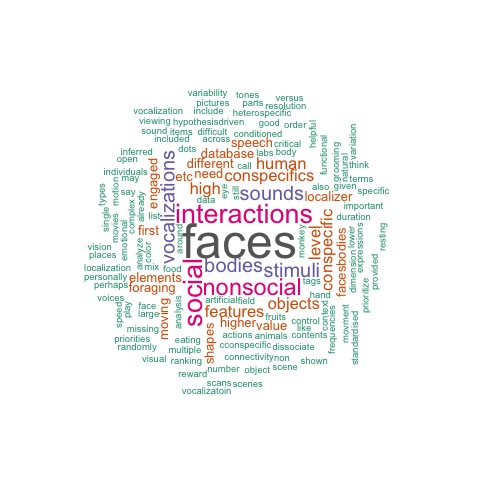 variability tones
pictures parts versus
vocalization include resolution
heterospecific
viewing hypothesisdriven good order
sound items difficult conditioned
included across speech critical
dots database labs body
inferred different call human
open etc need conspecifics
individuals high sounds localizer
may data eye still also given
motion say engaged vocalizations
helpful functional grooming natural variation
think terms specific
types single movies emotional complex already
list interactions important
first around faces level conspecific duration
vision color
places analyze
localization mix food bodies stimuli
personally elements social nonsocial tags
perhaps foraging
voices artificial field objects hand
speed play face large moving analysis features fruits
higher value control context
missing shapes actions animals like contents
priorities eating cconspecific dissociate
randomly multiple connectivity non shown
visual ranking number object scene
reward scans scenes
vocalizatoin
monkey facesbodies dimension lower expressions
frequencies movment standardised prioritize provided resting